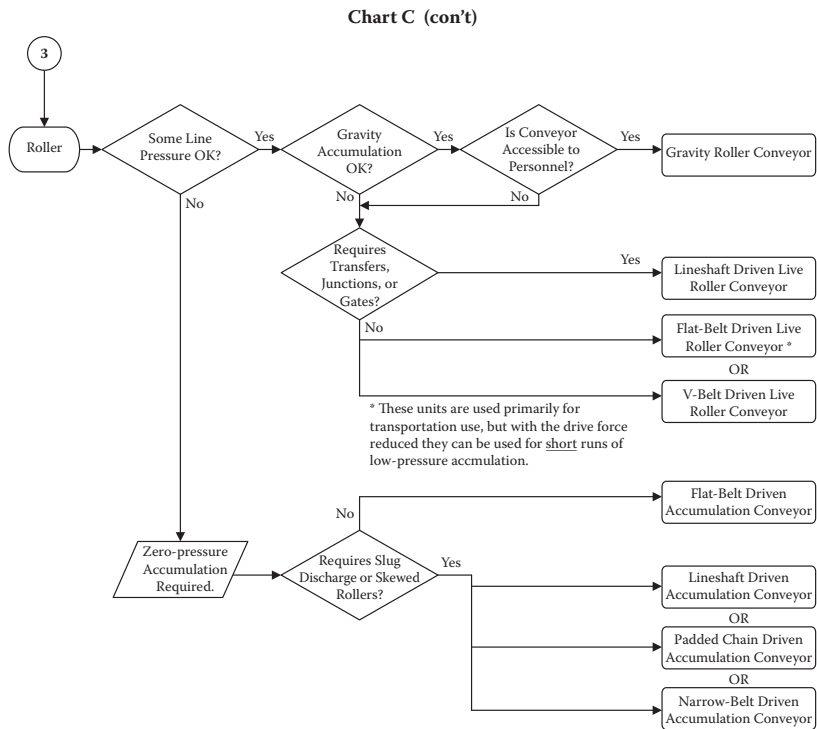 Chart C (con't)
3
Roller
Some Line
Pressure OK?
Yes
Gravity
Accumulation
OK?
Yes
Is Conveyor
Accessible to
Personnel?
Yes
Gravity Roller Conveyor
No
No
No
Requires
Transfers,
Junctions, or
Gates?
Yes
Lineshaft Driven Live
Roller Conveyor
No
Flat-Belt Driven Live
Roller Conveyor *
OR
V-Belt Driven Live
Roller Conveyor
* These units are used primarily for
transportation use, but with the drive force
reduced they can be used for short runs of
low-pressure accmulation.
Zero-pressure
Accumulation
Required.
Requires Slug
Discharge or Skewed
Rollers?
No
Flat-Belt Driven
Accumulation Conveyor
Yes
Lineshaft Driven
Accumulation Conveyor
OR
Padded Chain Driven
Accumulation Conveyor
OR
Narrow-Belt Driven
Accumulation Conveyor